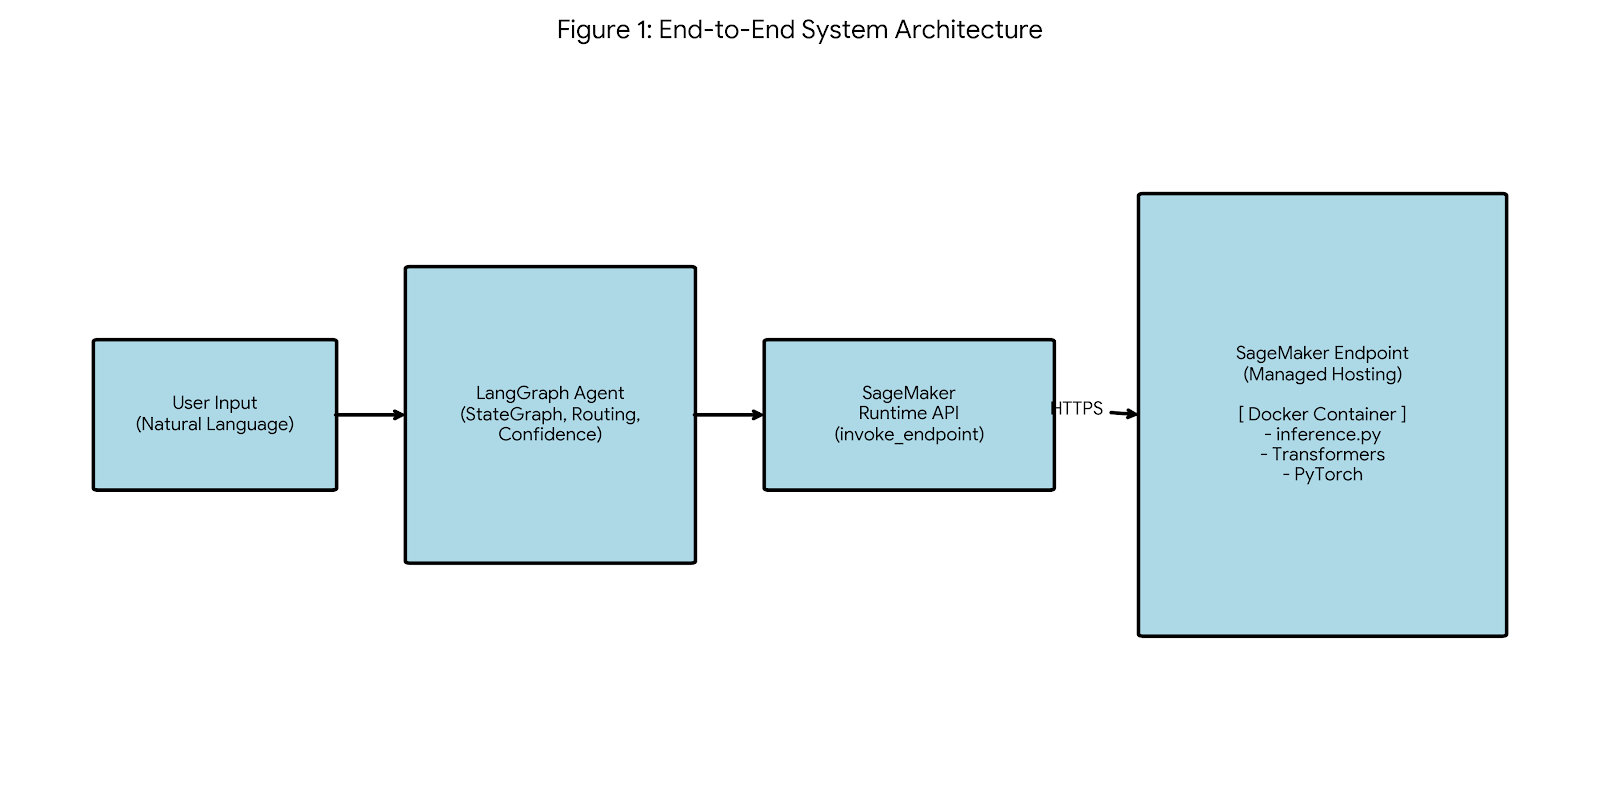 Figure 1: End-to-End System Architecture
User Input
(Natural Language)
LangGraph Agent
(StateGraph, Routing,
Confidence)
SageMaker
Runtime API
(invoke_endpoint)
HTTPS
SageMaker Endpoint
(Managed Hosting)
[ Docker Container ]
- inference.py
- Transformers
- PyTorch